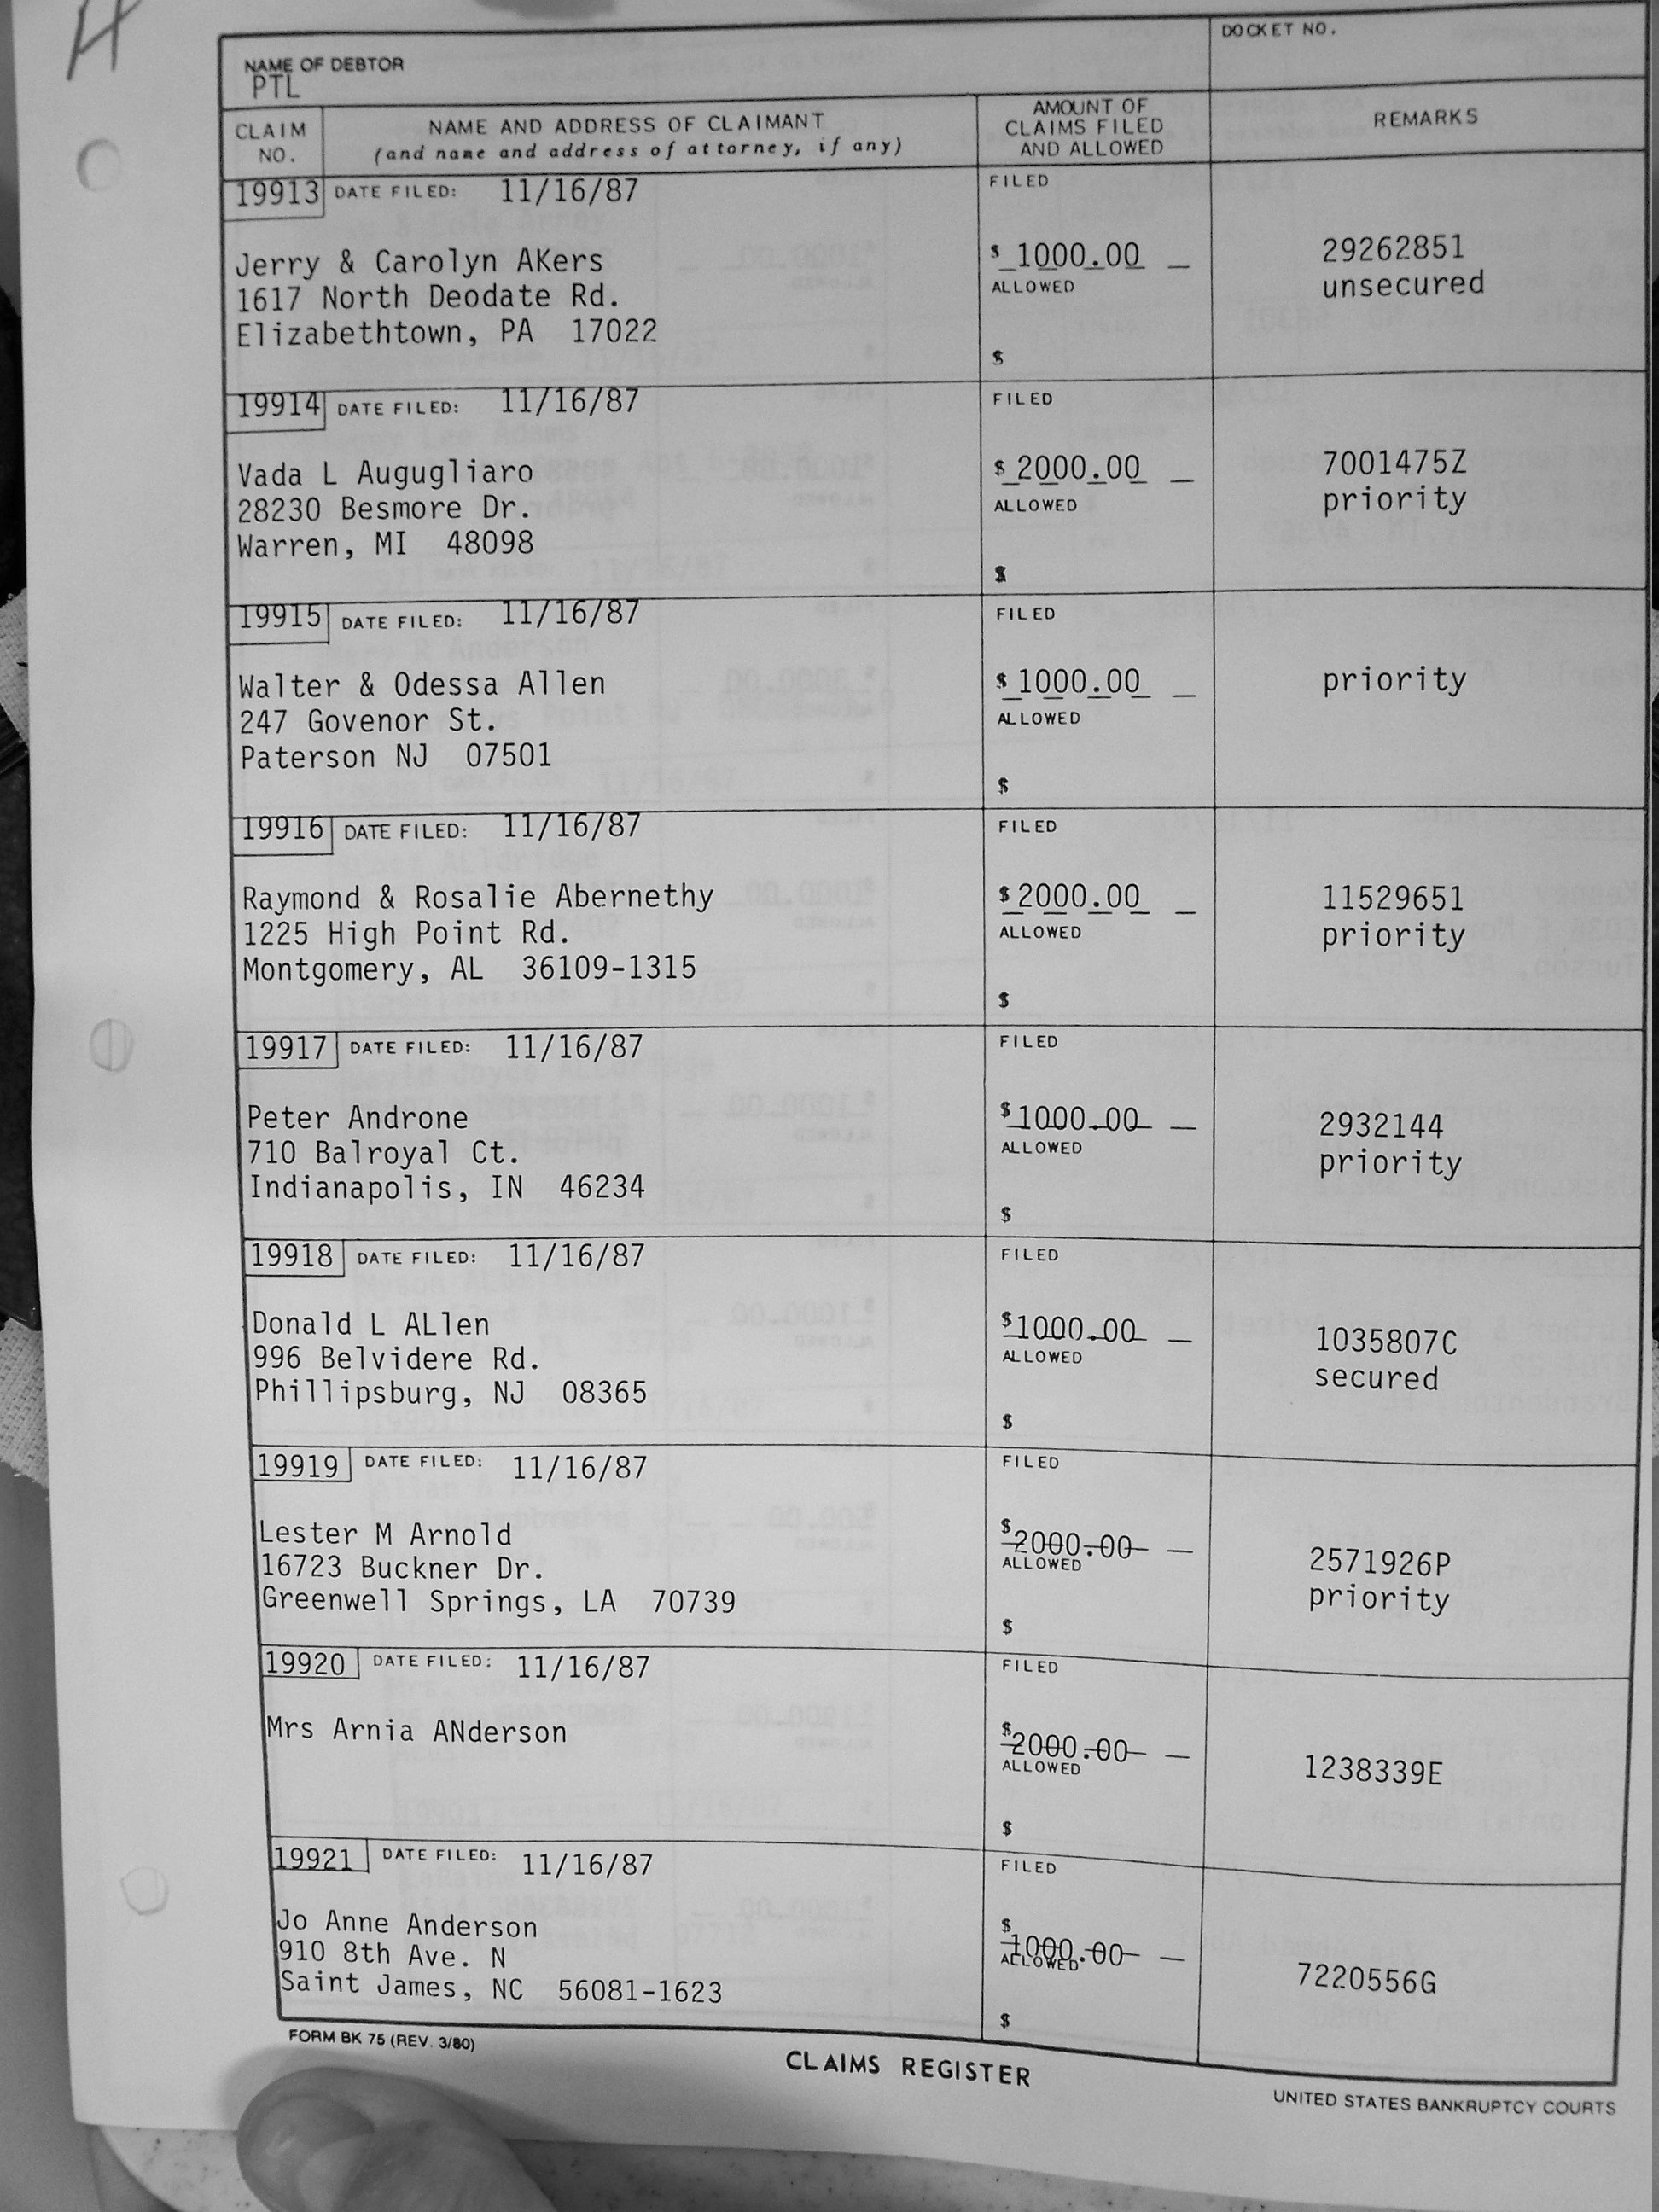 H
DOCKET NO.
NAME OF DEBTOR
PTL
CLAIM NO.
NAME AND ADDRESS OF CLAIMANT
(and name and address of attorney, if any)
AMOUNT OF
CLAIMS FILED
AND ALLOWED
REMARKS
19913 DATE FILED: 11/16/87 FILED
Jerry & Carolyn AKers $ 1000.00 29262851
1617 North Deodate Rd. ALLOWED unsecured
Elizabethtown, PA 17022
$
19914 DATE FILED: 11/16/87 FILED
Vada L Augugliaro $ 2000.00 7001475Z
28230 Besmore Dr. ALLOWED priority
Warren, MI 48098
$
19915 DATE FILED: 11/16/87 FILED
Walter & Odessa Allen $ 1000.00 priority
247 Govenor St. ALLOWED
Paterson NJ 07501
$
19916 DATE FILED: 11/16/87 FILED
Raymond & Rosalie Abernethy $ 2000.00 11529651
1225 High Point Rd. ALLOWED priority
Montgomery, AL 36109-1315
$
19917 DATE FILED: 11/16/87 FILED
Peter Androne $ 1000.00 2932144
710 Balroyal Ct. ALLOWED priority
Indianapolis, IN 46234
$
19918 DATE FILED: 11/16/87 FILED
Donald L ALlen $ 1000.00 1035807C
996 Belvidere Rd. ALLOWED secured
Phillipsburg, NJ 08365
$
19919 DATE FILED: 11/16/87 FILED
Lester M Arnold $ 2000.00 2571926P
16723 Buckner Dr. ALLOWED priority
Greenwell Springs, LA 70739
$
19920 DATE FILED: 11/16/87 FILED
Mrs Arnia ANderson $ 2000.00 1238339E
ALLOWED
$
19921 DATE FILED: 11/16/87 FILED
Jo Anne Anderson $ 1000.00 7220556G
910 8th Ave. N ALLOWED
Saint James, NC 56081-1623
$
FORM BK 75 (REV. 3/80)
CLAIMS REGISTER
UNITED STATES BANKRUPTCY COURTS